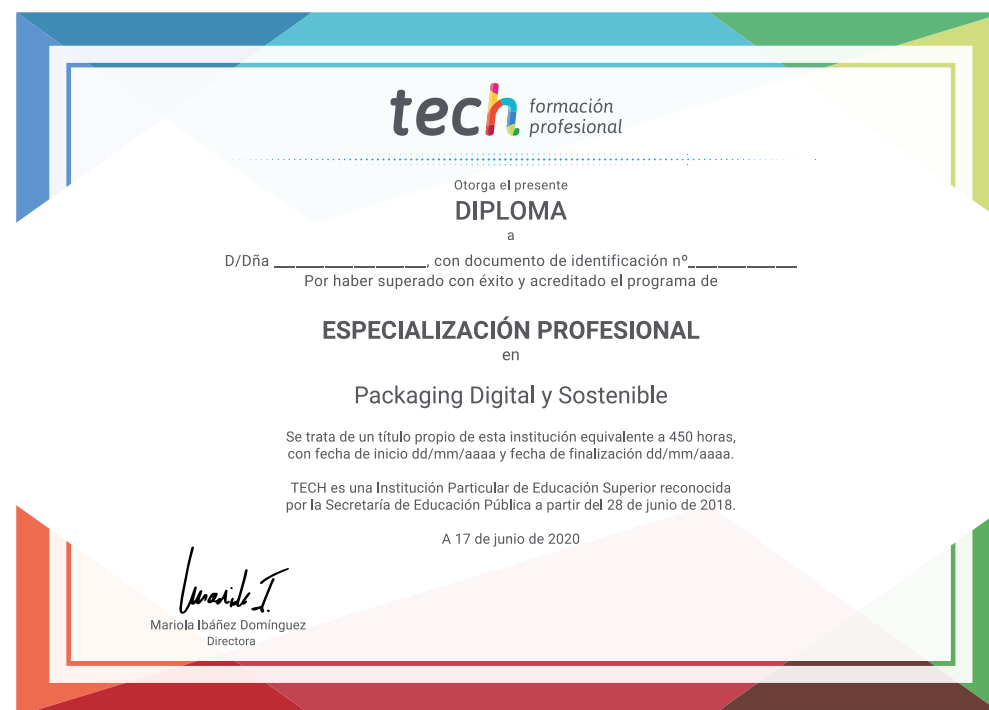 tech formación
profesional
Otorga el presente
DIPLOMA
a
D/Dña ____________________, con documento de identificación nº______________
Por haber superado con éxito y acreditado el programa de
ESPECIALIZACIÓN PROFESIONAL
en
Packaging Digital y Sostenible
Se trata de un título propio de esta institución equivalente a 450 horas,
con fecha de inicio dd/mm/aaaa y fecha de finalización dd/mm/aaaa.
TECH es una Institución Particular de Educación Superior reconocida
por la Secretaría de Educación Pública a partir del 28 de junio de 2018.
A 17 de junio de 2020
Mariola Ibáñez Domínguez
Directora